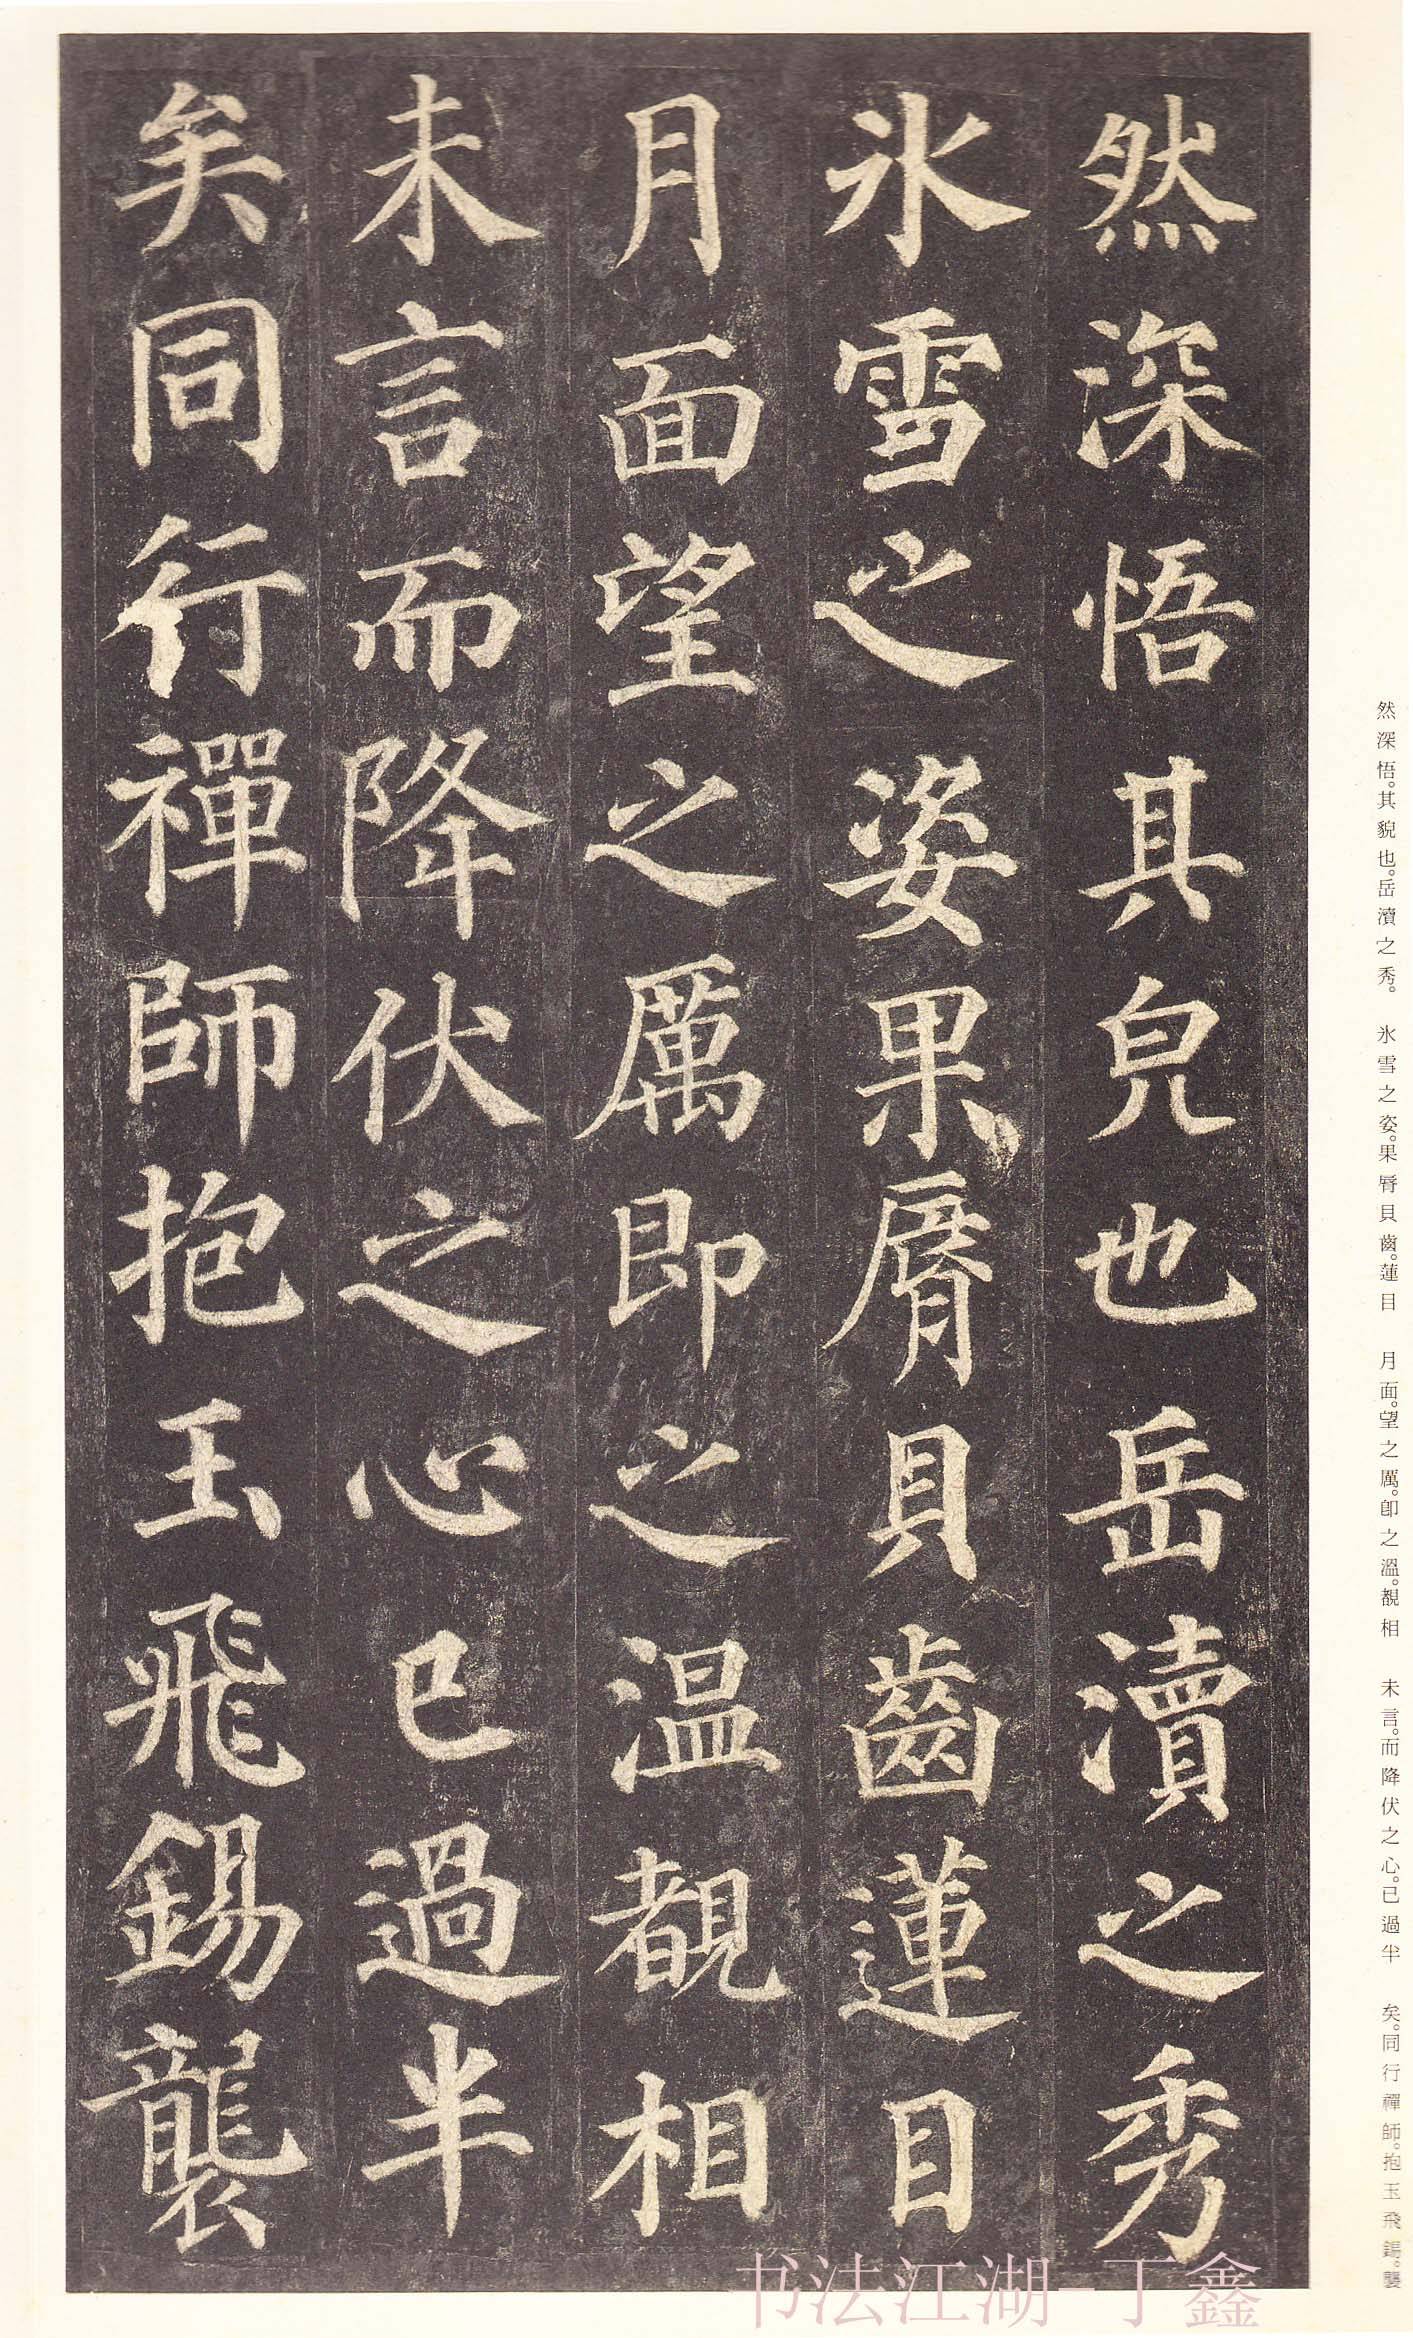 然深悟其皃也岳瀆之秀
氷雪之姿果脣貝齒蓮目
月面望之厲即之温覩相
未言而降伏之心已過半
矣同行禪師抱玉飛錫襲
然深悟。其貌也。岳瀆之秀。 氷雪之姿。果脣貝齒。蓮目 月面。望之厲。卽之溫。覩相 未言。而降伏之心。已過半 矣。同行禪師。抱玉飛錫。襲
书法江湖-丁鑫